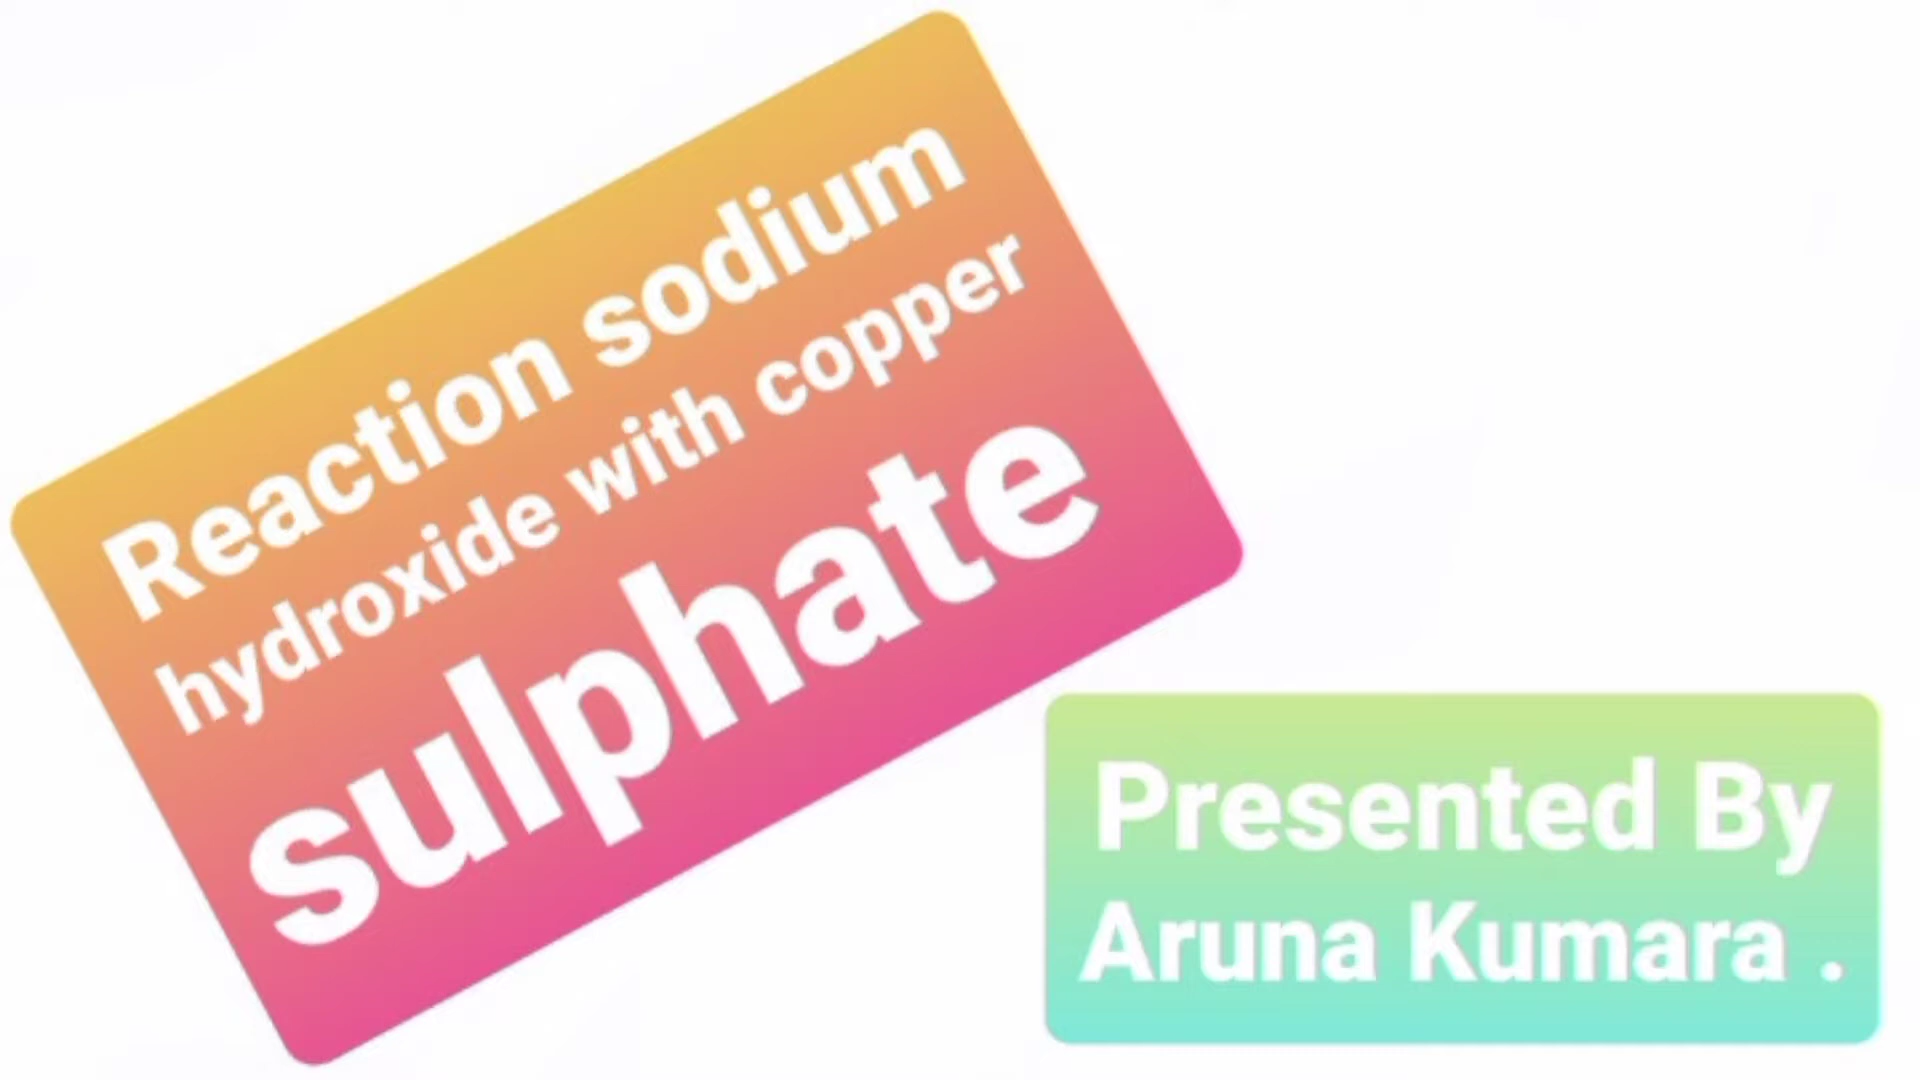 Reaction sodium
hydroxide with copper
sulphate
Presented By
Aruna Kumara .